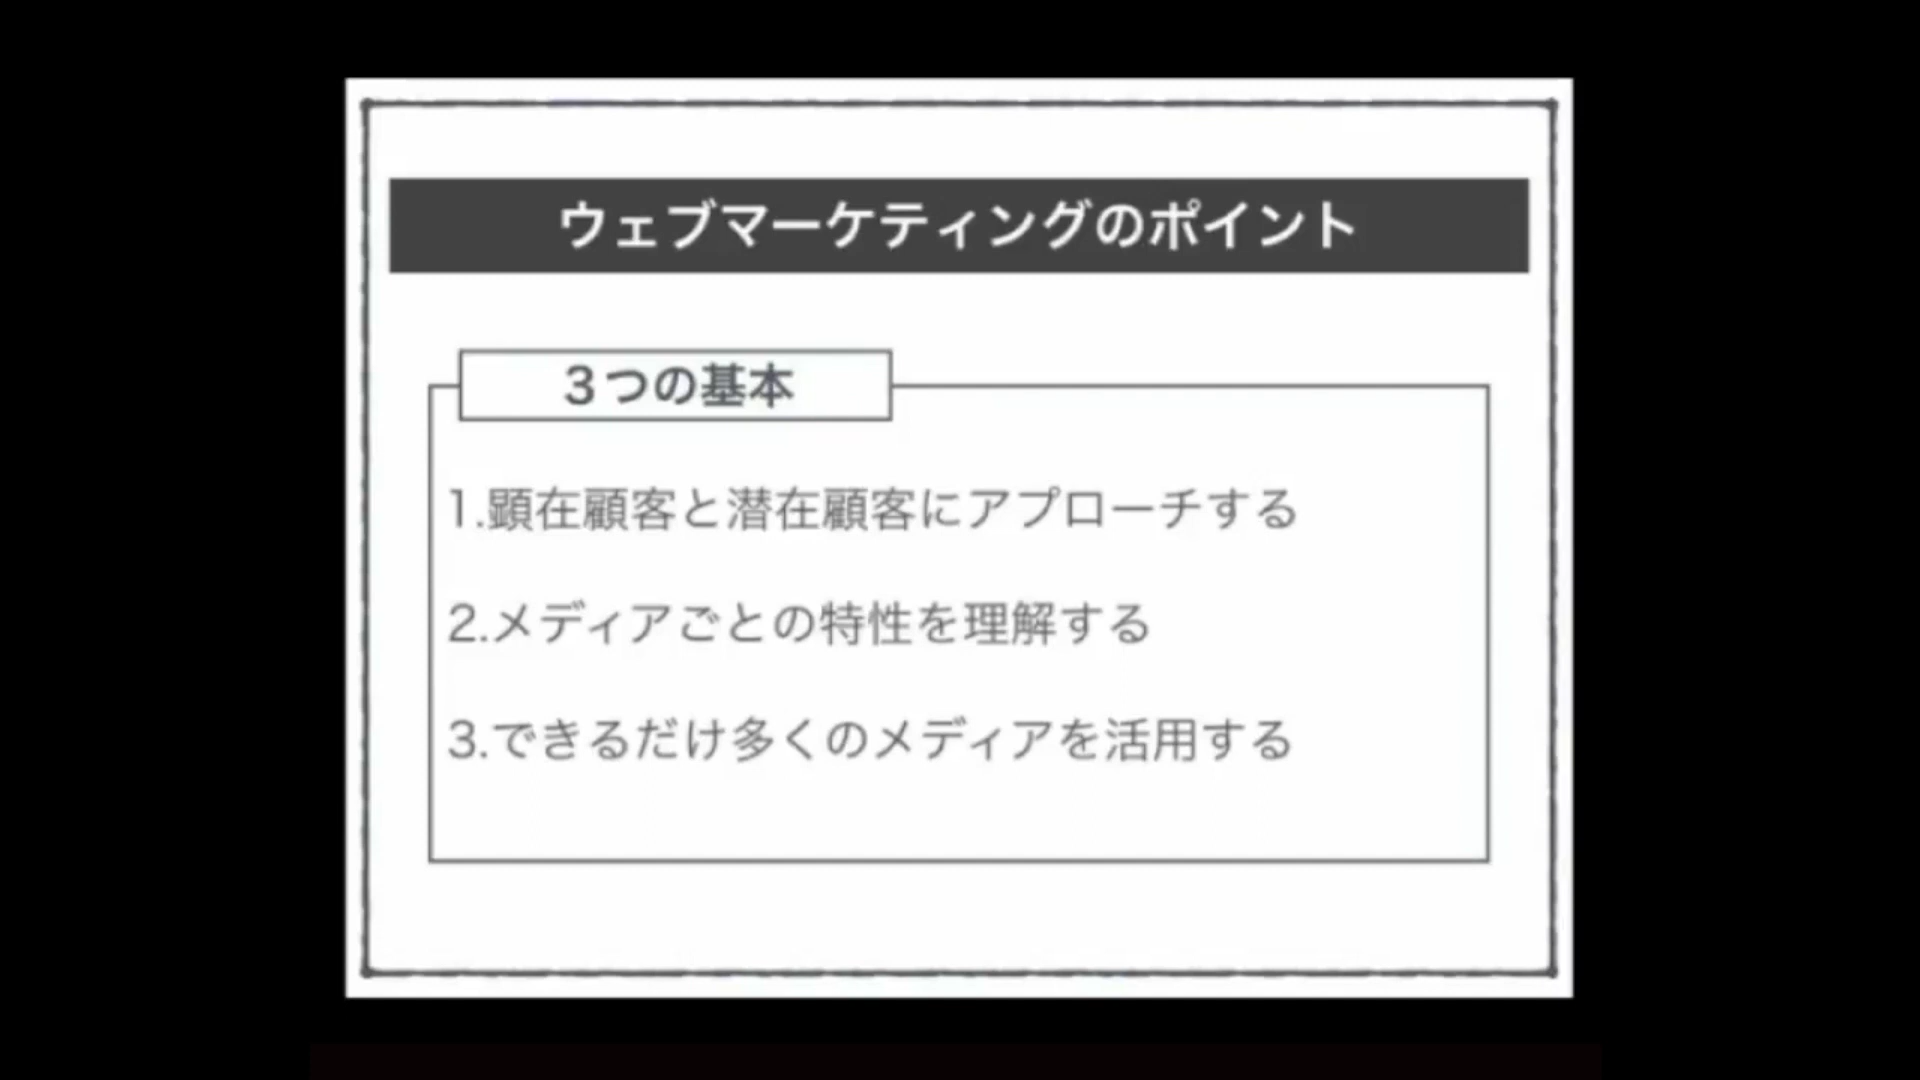 ウェブマーケティングのポイント
３つの基本
1.顕在顧客と潜在顧客にアプローチする
2.メディアごとの特性を理解する
3.できるだけ多くのメディアを活用する